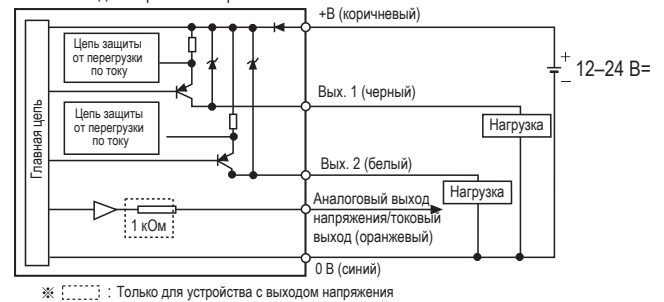 +В (коричневый)
Цепь защиты
от перегрузки
по току
12–24 В=
Вых. 1 (черный)
Цепь защиты
от перегрузки
по току
Нагрузка
Главная цепь
Вых. 2 (белый)
Нагрузка
Аналоговый выход
напряжения/токовый
выход (оранжевый)
1 кОм
0 В (синий)
※ : Только для устройства с выходом напряжения